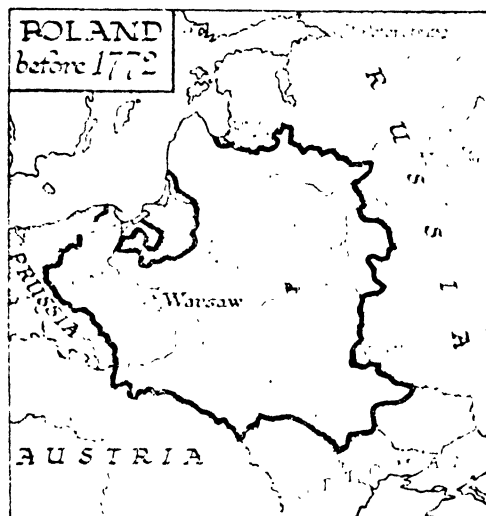 POLAND
before 1772
RUSSIA
PRUSSIA
Warsaw
AUSTRIA